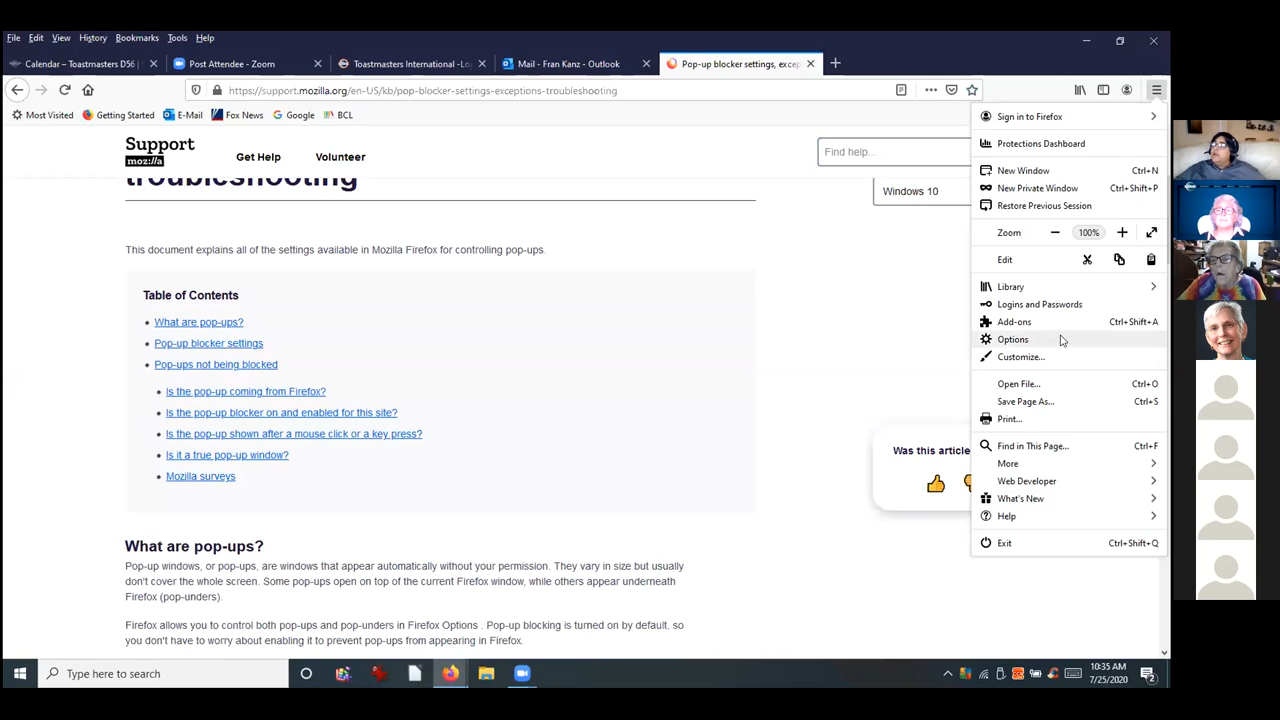 File Edit View History Bookmarks Tools Help
Calendar – Toastmasters D56
Post Attendee - Zoom
Toastmasters International -Lo
Mail - Fran Kanz - Outlook
Pop-up blocker settings, excep
https://support.mozilla.org/en-US/kb/pop-blocker-settings-exceptions-troubleshooting
Most Visited Getting Started E-Mail Fox News Google BCL
Support
moz://a
Get Help
Volunteer
Find help...
troubleshooting
Windows 10
This document explains all of the settings available in Mozilla Firefox for controlling pop-ups.
Table of Contents
What are pop-ups?
Pop-up blocker settings
Pop-ups not being blocked
Is the pop-up coming from Firefox?
Is the pop-up blocker on and enabled for this site?
Is the pop-up shown after a mouse click or a key press?
Is it a true pop-up window?
Mozilla surveys
Was this article
What are pop-ups?
Pop-up windows, or pop-ups, are windows that appear automatically without your permission. They vary in size but usually
don't cover the whole screen. Some pop-ups open on top of the current Firefox window, while others appear underneath
Firefox (pop-unders).
Firefox allows you to control both pop-ups and pop-unders in Firefox Options . Pop-up blocking is turned on by default, so
you don't have to worry about enabling it to prevent pop-ups from appearing in Firefox.
Sign in to Firefox
Protections Dashboard
New Window Ctrl+N
New Private Window Ctrl+Shift+P
Restore Previous Session
Zoom 100%
Edit
Library
Logins and Passwords
Add-ons Ctrl+Shift+A
Options
Customize...
Open File... Ctrl+O
Save Page As... Ctrl+S
Print...
Find in This Page... Ctrl+F
More
Web Developer
What's New
Help
Exit Ctrl+Shift+Q
Type here to search
10:35 AM
7/25/2020
2